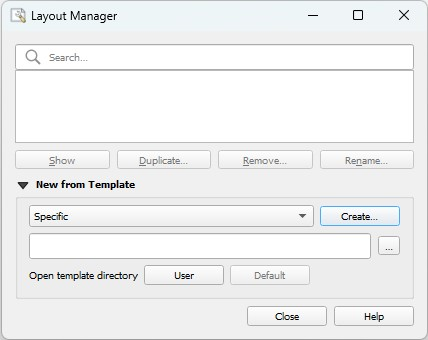 Layout Manager
Search...
Show Duplicate... Remove... Rename...
New from Template
Specific Create...
...
Open template directory User Default
Close Help